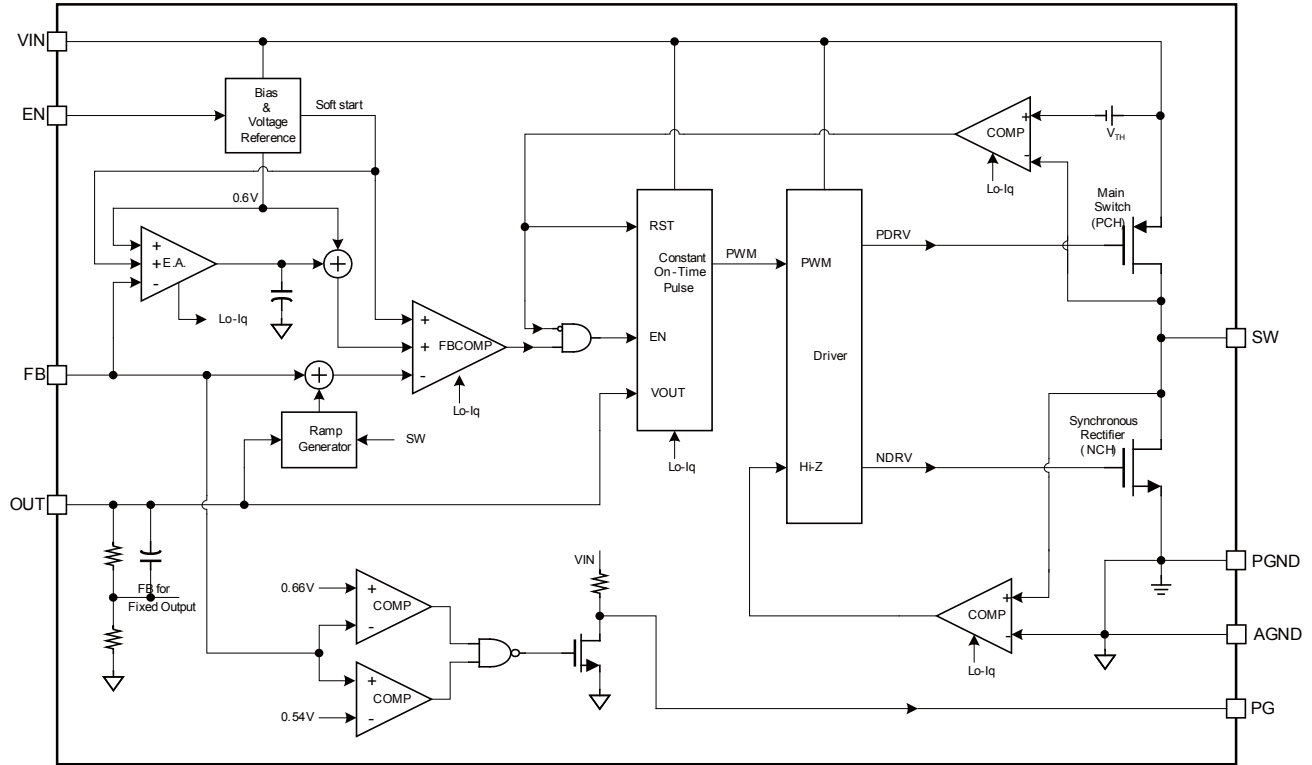 VIN
EN
Bias
&
Voltage
Reference
Soft start
0.6V
+
+ E.A.
-
Lo-Iq
+
+
+ FBCOMP
-
Lo-Iq
FB
+
Ramp
Generator
SW
OUT
FB for
Fixed Output
0.66V
+
COMP
-
+
COMP
-
0.54V
VIN
RST
Constant
On-Time
Pulse
EN
VOUT
Lo-Iq
PWM
PWM
Driver
Hi-Z
PDRV
NDRV
+
COMP
-
Lo-Iq
VTH
Main
Switch
(PCH)
SW
Synchronous
Rectifier
(NCH)
+
COMP
-
Lo-Iq
PGND
AGND
PG